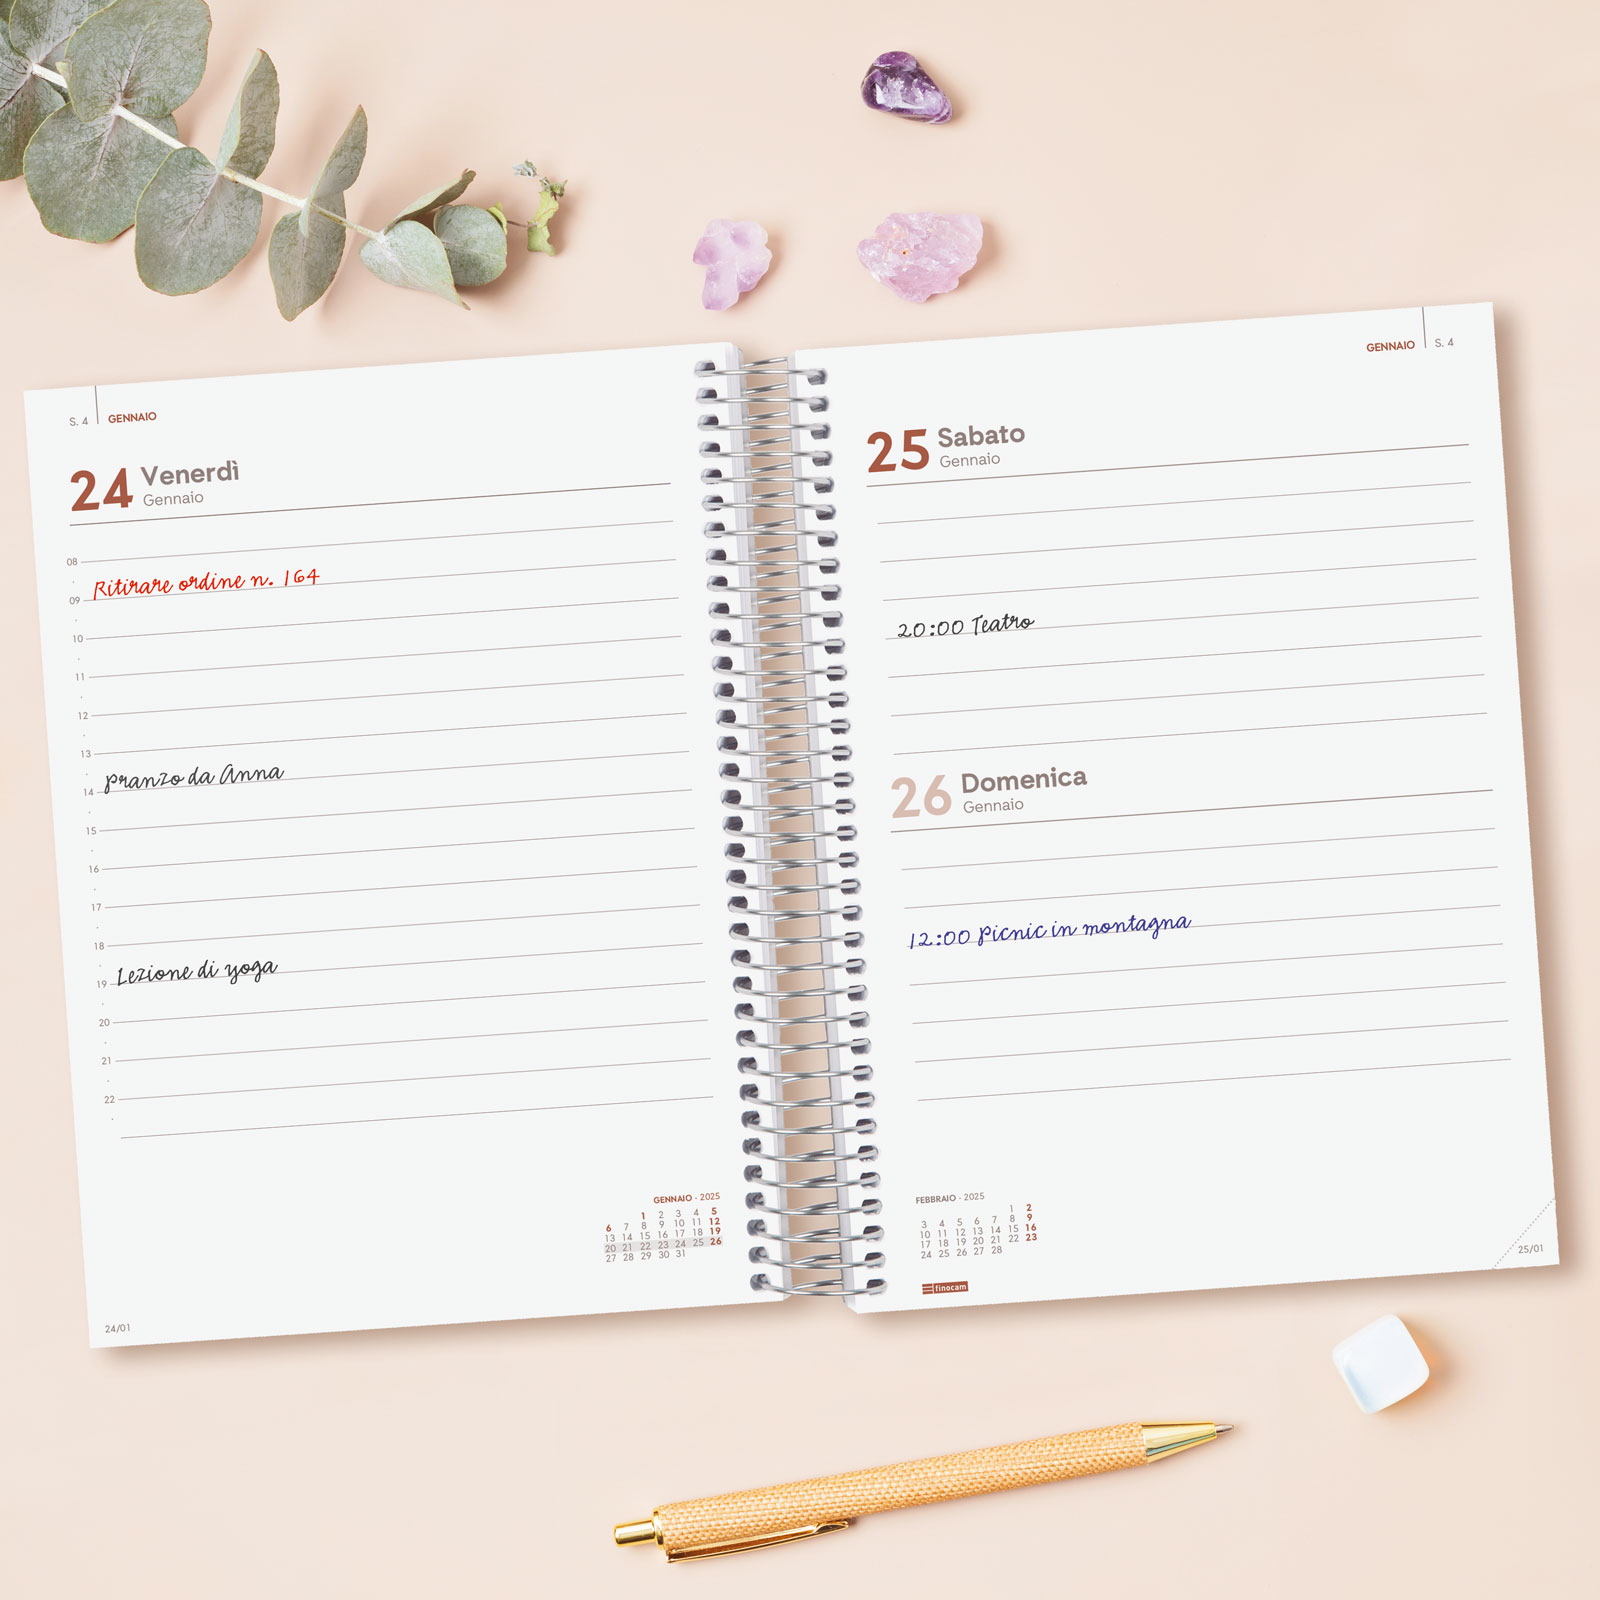 S. 4 GENNAIO
24 Venerdì
Gennaio
08
09 Ritirare ordine n. 164
10
11
12
13
14 pranzo da Anna
15
16
17
18
19 Lezione di yoga
20
21
22
GENNAIO - 2025
1 2 3 4 5
6 7 8 9 10 11 12
13 14 15 16 17 18 19
20 21 22 23 24 25 26
27 28 29 30 31
24/01
GENNAIO S. 4
25 Sabato
Gennaio
20:00 Teatro
26 Domenica
Gennaio
12:00 Picnic in montagna
FEBBRAIO - 2025
1 2
3 4 5 6 7 8 9
10 11 12 13 14 15 16
17 18 19 20 21 22 23
24 25 26 27 28
finocam
25/01